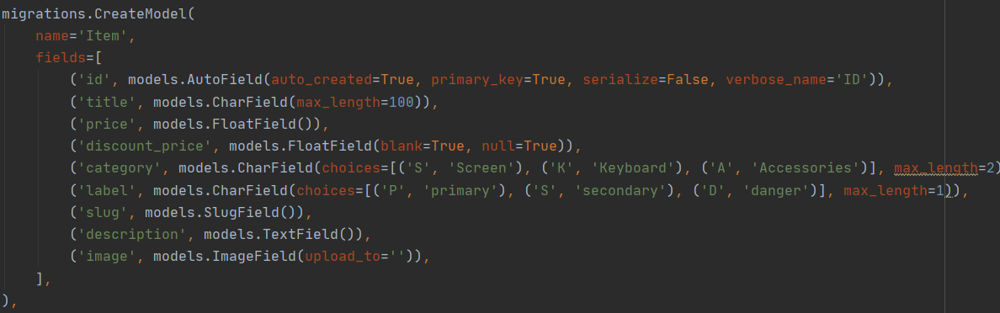 migrations.CreateModel(
    name='Item',
    fields=[
        ('id', models.AutoField(auto_created=True, primary_key=True, serialize=False, verbose_name='ID')),
        ('title', models.CharField(max_length=100)),
        ('price', models.FloatField()),
        ('discount_price', models.FloatField(blank=True, null=True)),
        ('category', models.CharField(choices=[('S', 'Screen'), ('K', 'Keyboard'), ('A', 'Accessories')], max_length=2)
        ('label', models.CharField(choices=[('P', 'primary'), ('S', 'secondary'), ('D', 'danger')], max_length=1)),
        ('slug', models.SlugField()),
        ('description', models.TextField()),
        ('image', models.ImageField(upload_to='')),
    ],
),